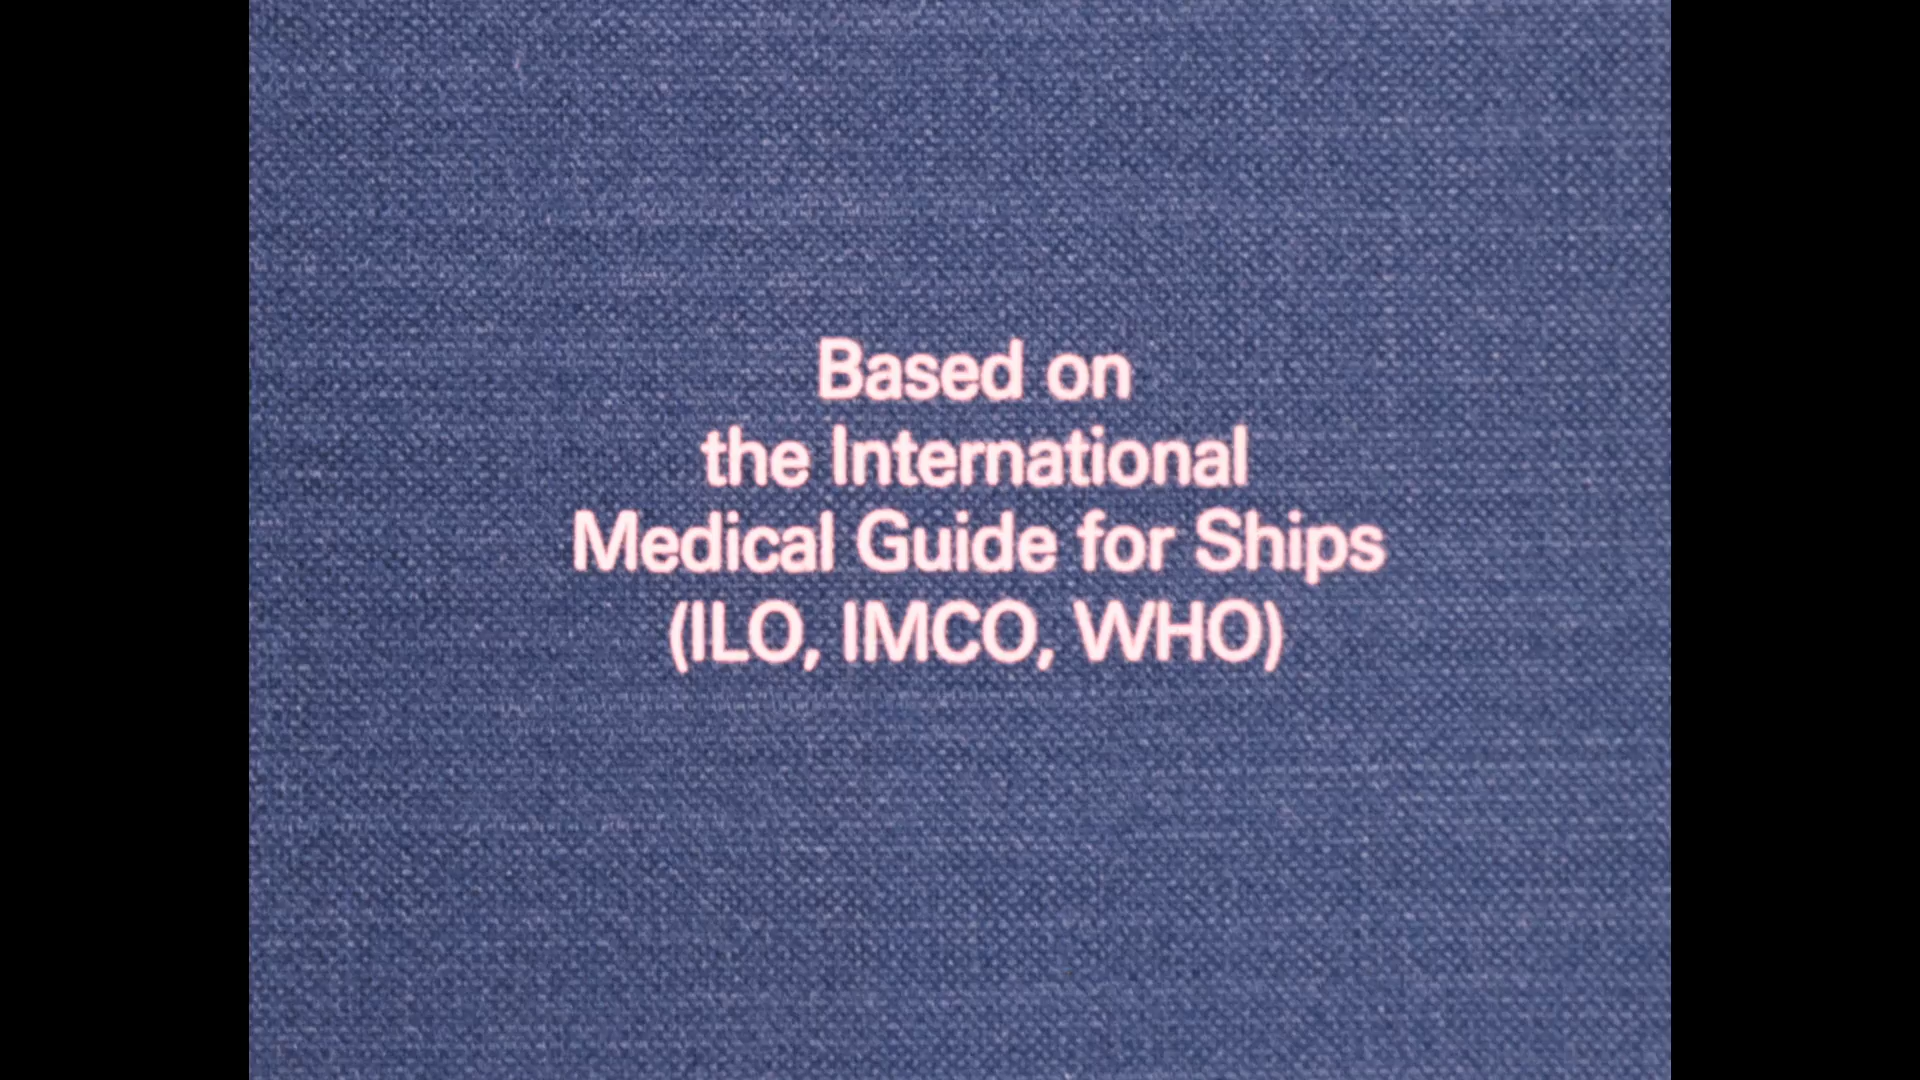 Based on
the International
Medical Guide for Ships
(ILO, IMCO, WHO)